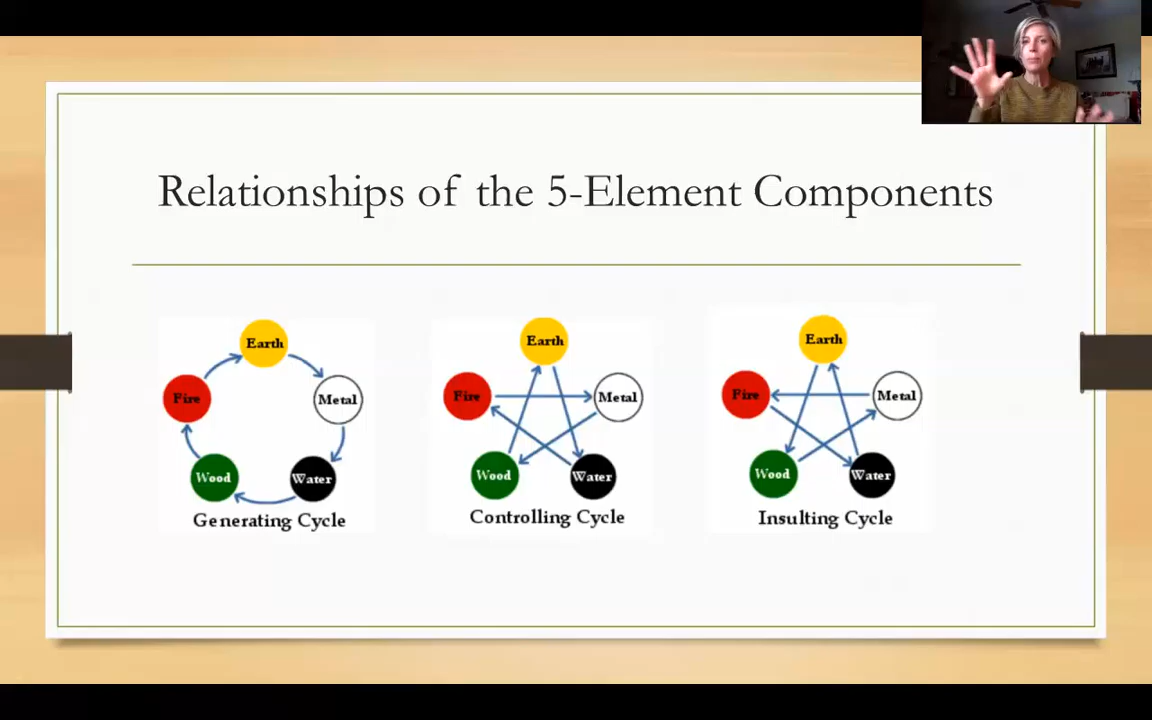 Relationships of the 5-Element Components
Earth
Fire
Metal
Wood
Water
Generating Cycle
Earth
Fire
Metal
Wood
Water
Controlling Cycle
Earth
Fire
Metal
Wood
Water
Insulting Cycle